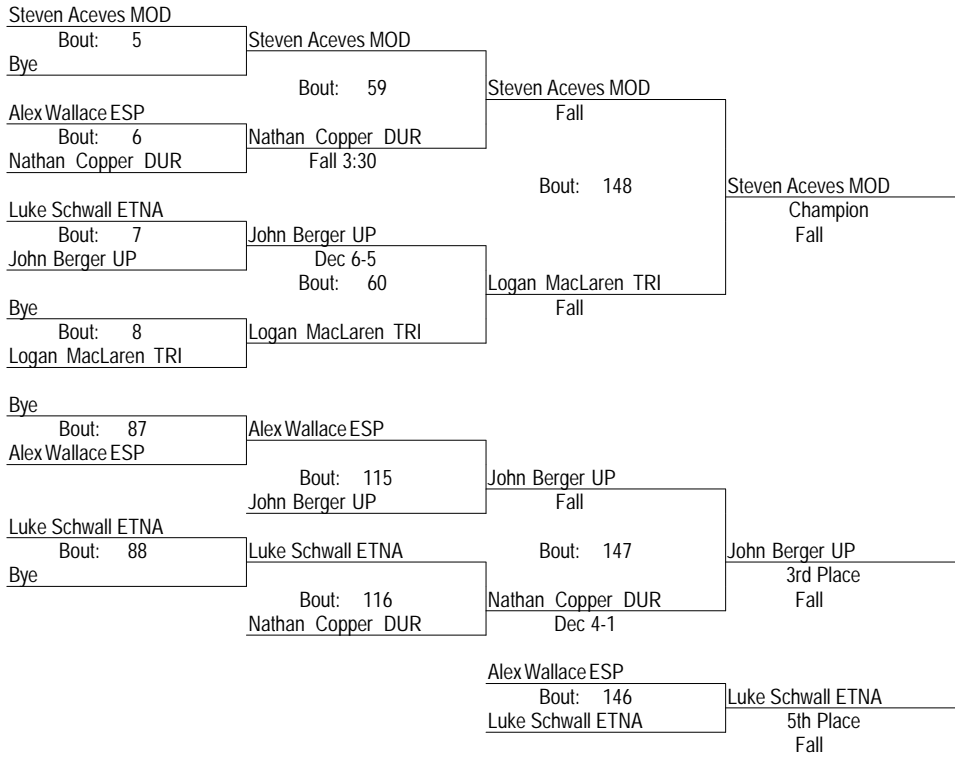 Steven Aceves MOD
Bout: 5
Bye
Steven Aceves MOD
Bout: 59
Alex Wallace ESP
Bout: 6
Nathan Copper DUR
Nathan Copper DUR
Fall 3:30
Steven Aceves MOD
Fall
Bout: 148
Luke Schwall ETNA
Bout: 7
John Berger UP
John Berger UP
Dec 6-5
Bout: 60
Bye
Bout: 8
Logan MacLaren TRI
Logan MacLaren TRI
Logan MacLaren TRI
Fall
Steven Aceves MOD
Champion
Fall
Bye
Bout: 87
Alex Wallace ESP
Alex Wallace ESP
Bout: 115
John Berger UP
John Berger UP
Fall
Luke Schwall ETNA
Bout: 88
Bye
Luke Schwall ETNA
Bout: 116
Nathan Copper DUR
Bout: 147
Nathan Copper DUR
Dec 4-1
John Berger UP
3rd Place
Fall
Alex Wallace ESP
Bout: 146
Luke Schwall ETNA
Luke Schwall ETNA
5th Place
Fall